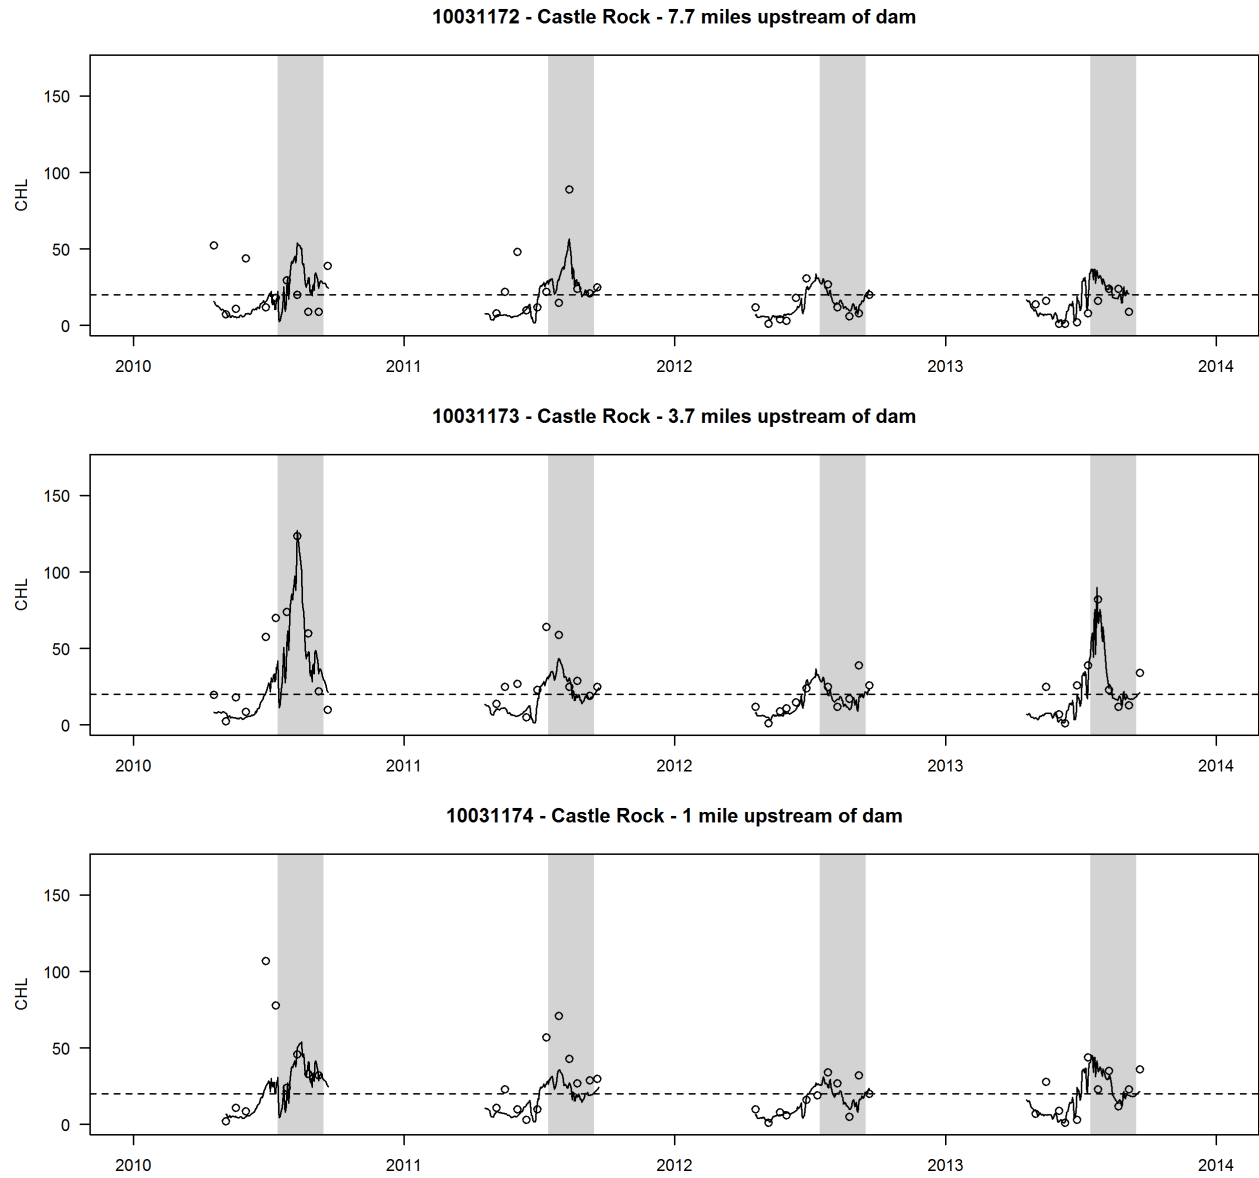 10031172 - Castle Rock - 7.7 miles upstream of dam
150
100
50
0
CHL
2010 2011 2012 2013 2014
10031173 - Castle Rock - 3.7 miles upstream of dam
150
100
50
0
CHL
2010 2011 2012 2013 2014
10031174 - Castle Rock - 1 mile upstream of dam
150
100
50
0
CHL
2010 2011 2012 2013 2014